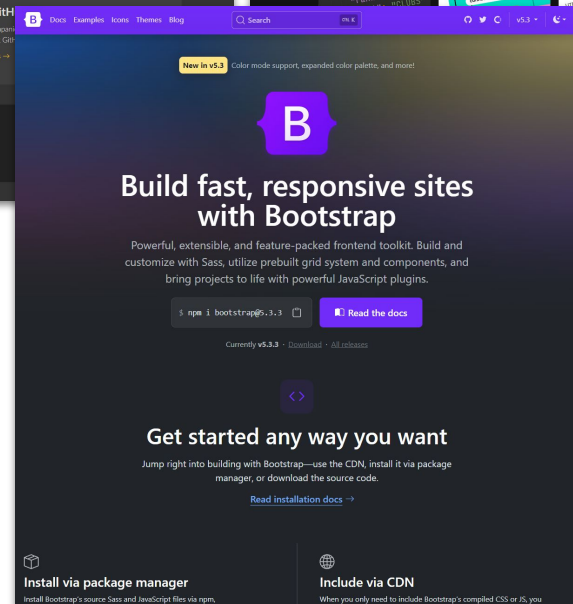 B
Docs Examples Icons Themes Blog
Search
v5.3
New in v5.3 Color mode support, expanded color palette, and more!
B
Build fast, responsive sites
with Bootstrap
Powerful, extensible, and feature-packed frontend toolkit. Build and
customize with Sass, utilize prebuilt grid system and components, and
bring projects to life with powerful JavaScript plugins.
$ npm i bootstrap@5.3.3
Read the docs
Currently v5.3.3 · Download · All releases
Get started any way you want
Jump right into building with Bootstrap—use the CDN, install it via package
manager, or download the source code.
Read installation docs →
Install via package manager
Install Bootstrap's source Sass and JavaScript files via npm,
Include via CDN
When you only need to include Bootstrap's compiled CSS or JS, you